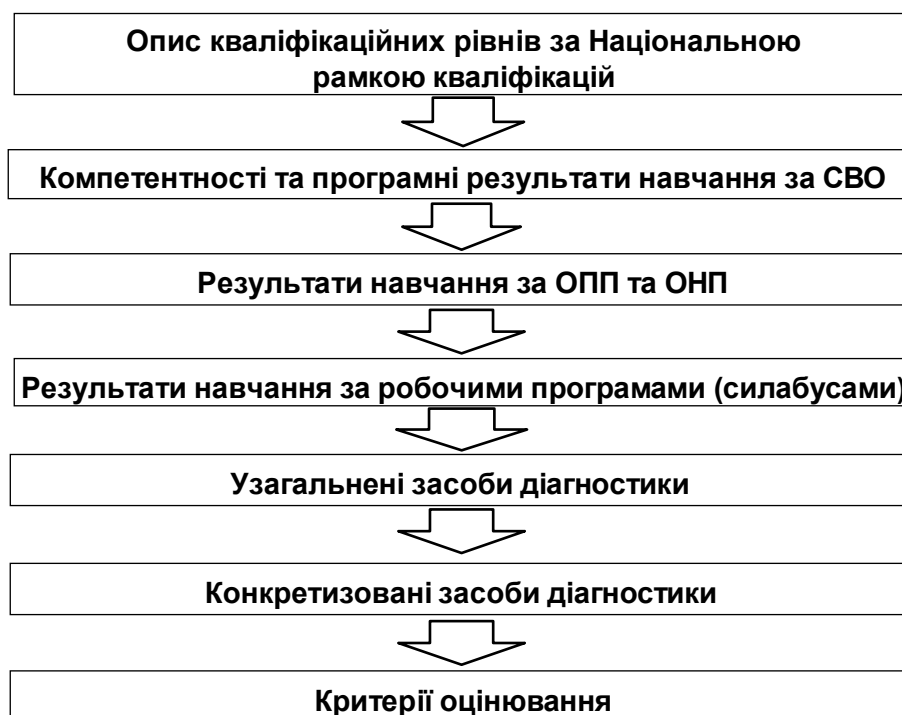 Опис кваліфікаційних рівнів за Національною
рамкою кваліфікацій
Компетентності та програмні результати навчання за СВО
Результати навчання за ОПП та ОНП
Результати навчання за робочими програмами (силабусами)
Узагальнені засоби діагностики
Конкретизовані засоби діагностики
Критерії оцінювання